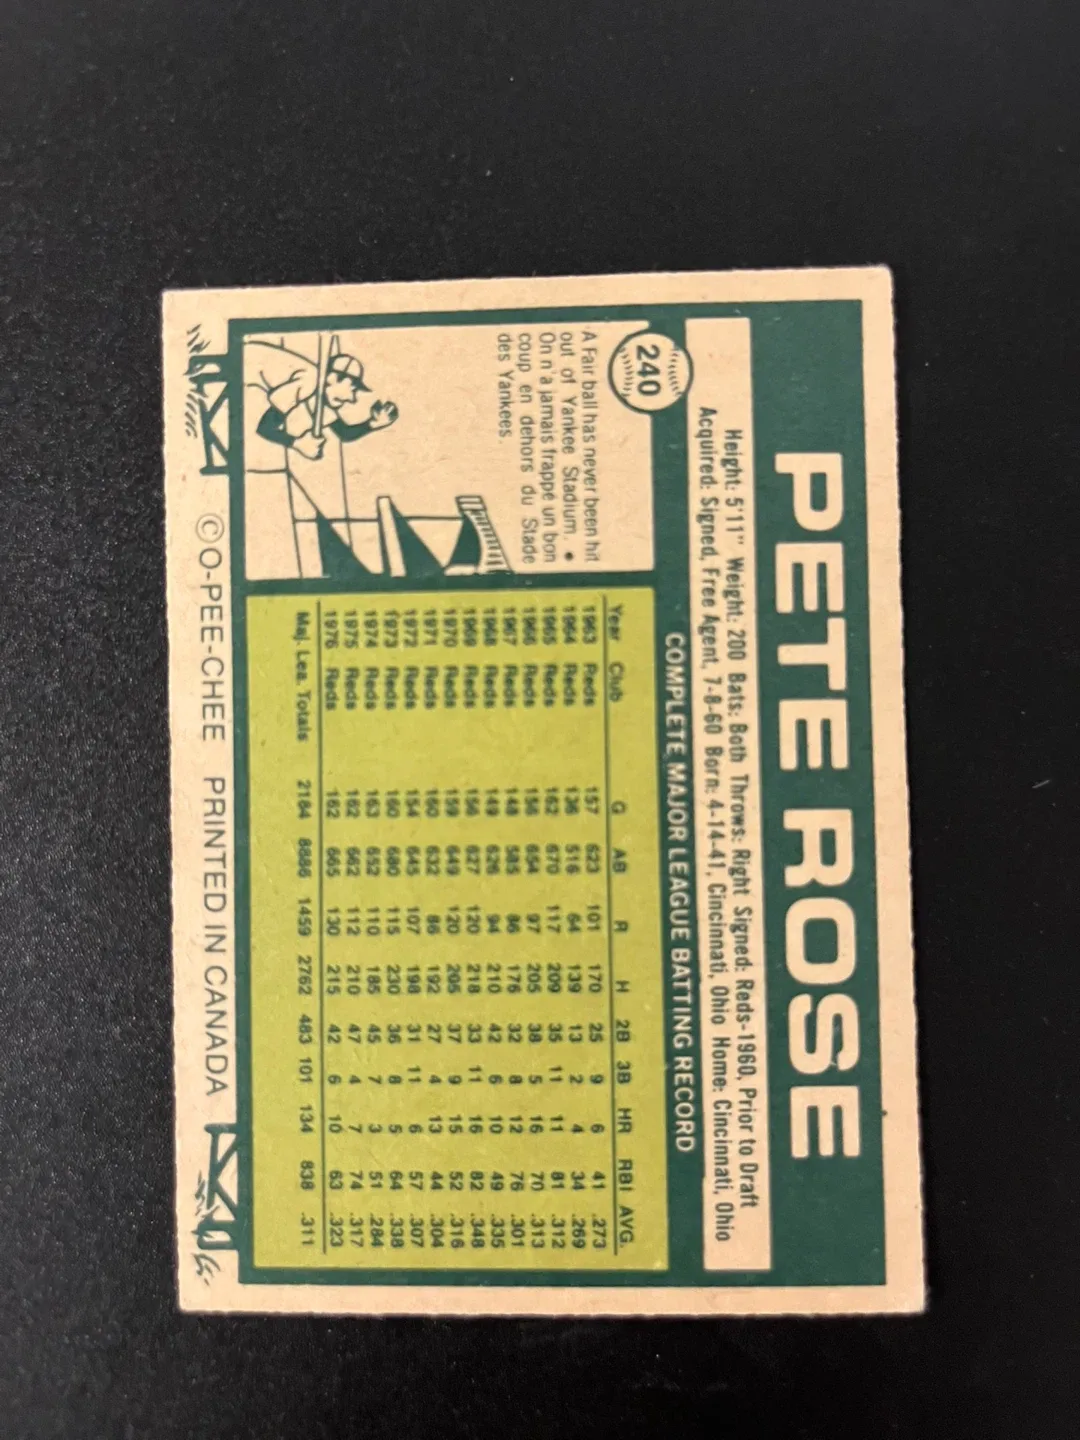 PETE ROSE
Height: 5'11" Weight: 200 Bats: Both Throws: Right Signed: Reds-1960, Prior to Draft
Acquired: Signed, Free Agent, 7-8-60 Born: 4-14-41, Cincinnati, Ohio Home: Cincinnati, Ohio
240
COMPLETE MAJOR LEAGUE BATTING RECORD
A Fair ball has never been hit
out of Yankee Stadium. •
On n'a jamais frappé un bon
coup en dehors du Stade
des Yankees.
Year Club G AB R H 2B 3B HR RBI AVG.
1963 Reds 157 623 101 170 25 9 6 41 .273
1964 Reds 136 516 64 139 13 2 4 34 .269
1965 Reds 162 670 117 209 35 11 11 81 .312
1966 Reds 156 654 97 205 38 5 16 70 .313
1967 Reds 148 585 86 176 32 8 12 76 .301
1968 Reds 149 626 94 210 42 6 10 49 .335
1969 Reds 156 627 120 218 33 11 16 82 .348
1970 Reds 159 649 120 205 37 9 15 52 .316
1971 Reds 160 632 86 192 27 4 13 44 .304
1972 Reds 154 645 107 198 31 11 6 57 .307
1973 Reds 160 680 115 230 36 8 5 64 .338
1974 Reds 163 652 110 185 45 7 3 51 .284
1975 Reds 162 662 112 210 47 4 7 74 .317
1976 Reds 162 665 130 215 42 6 10 63 .323
Maj. Lea. Totals 2184 8886 1459 2762 483 101 134 838 .311
©O-PEE-CHEE PRINTED IN CANADA